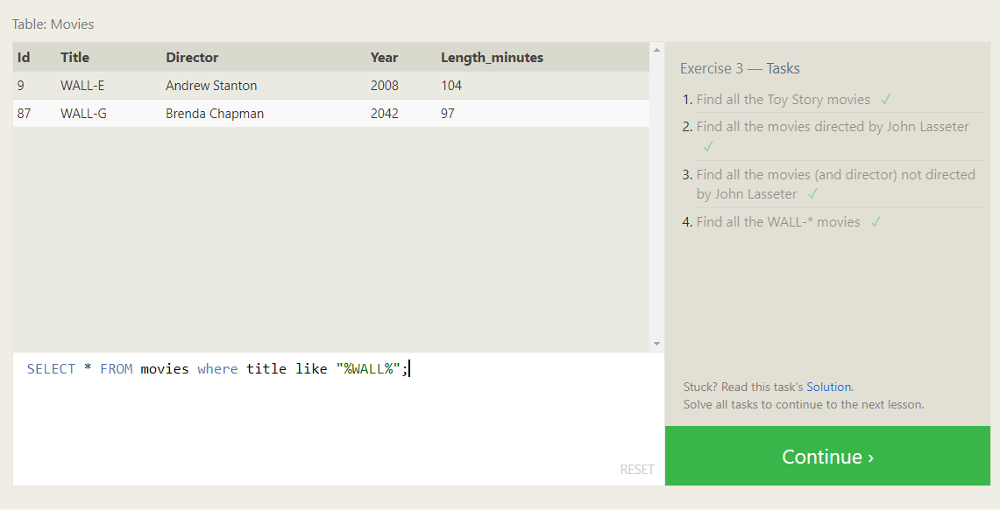 Table: Movies
Id Title Director Year Length_minutes
9 WALL-E Andrew Stanton 2008 104
87 WALL-G Brenda Chapman 2042 97
SELECT * FROM movies where title like "%WALL%";
RESET
Exercise 3 — Tasks
1. Find all the Toy Story movies ✓
2. Find all the movies directed by John Lasseter
✓
3. Find all the movies (and director) not directed
by John Lasseter ✓
4. Find all the WALL-* movies ✓
Stuck? Read this task's Solution.
Solve all tasks to continue to the next lesson.
Continue ›